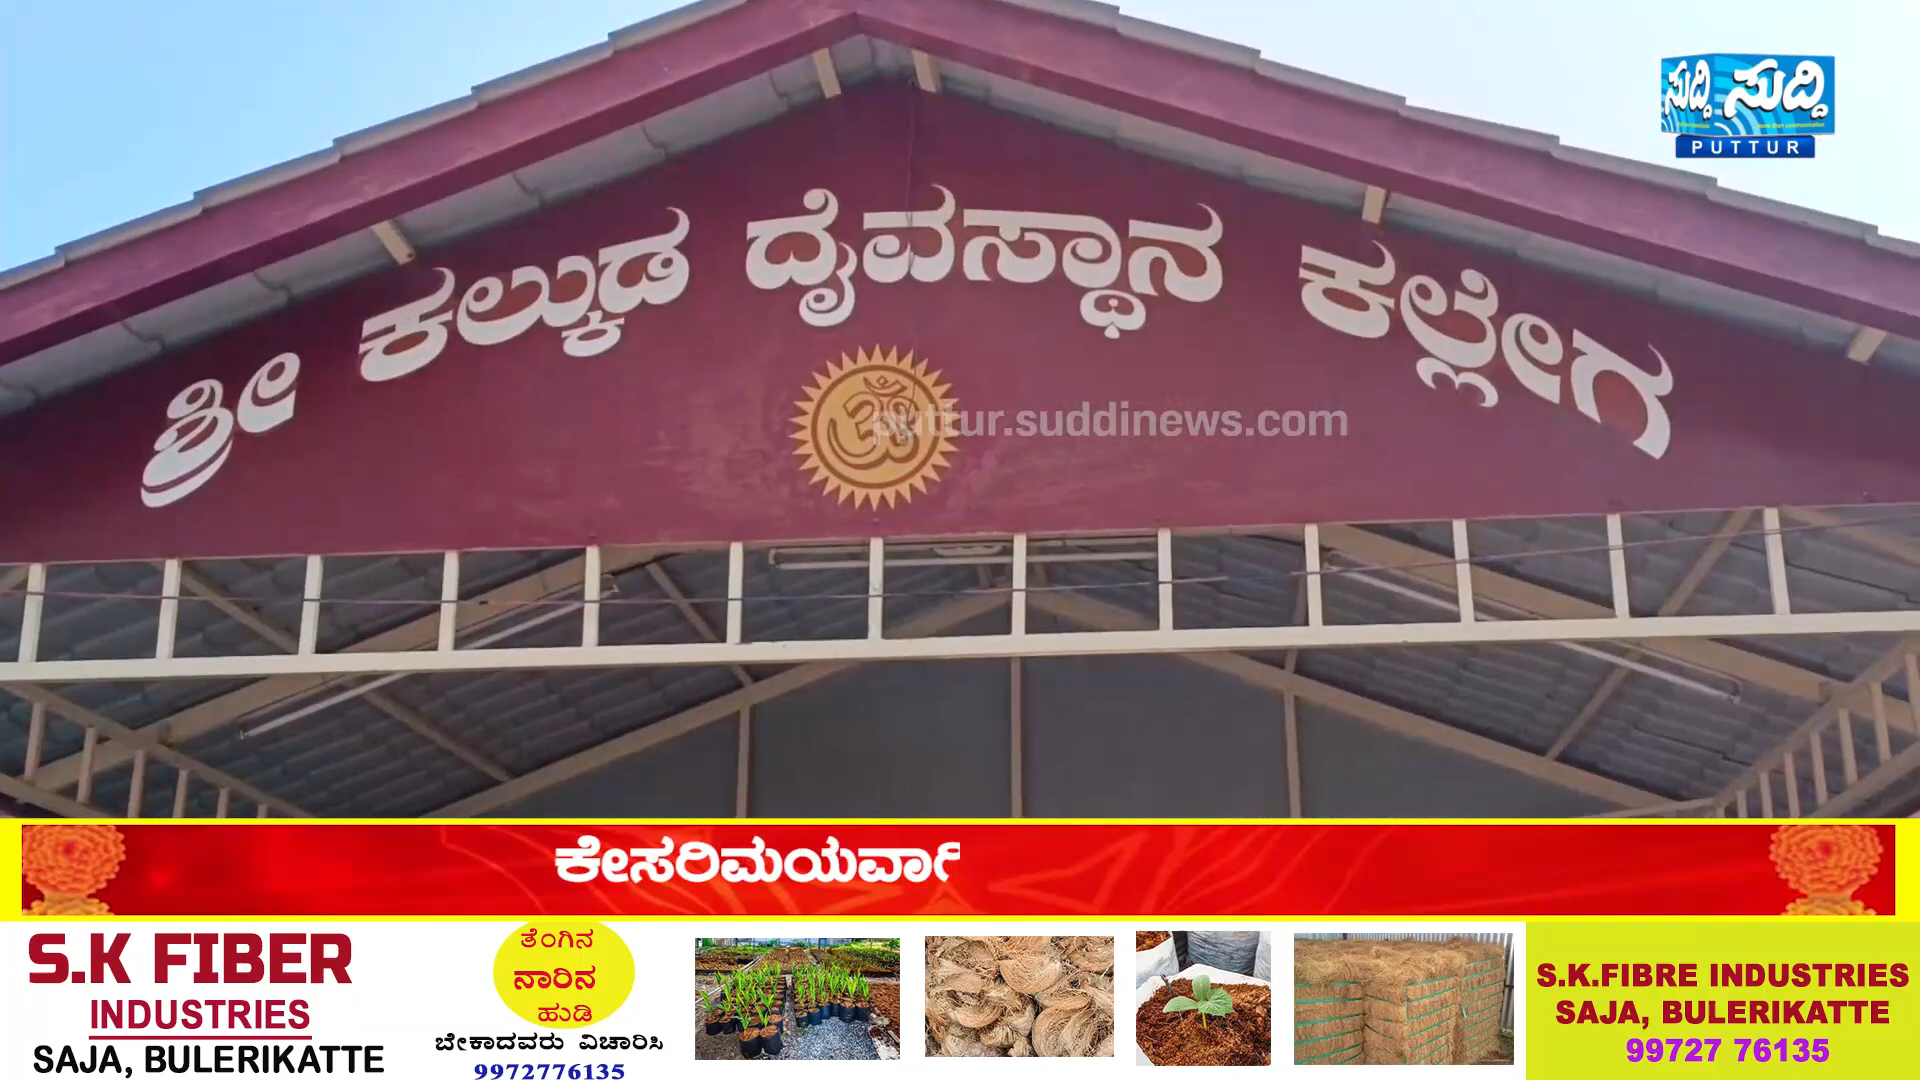 ಸುದ್ದಿ ಸುದ್ದಿ
PUTTUR
ಶ್ರೀ ಕಲ್ಕುಡ ದೈವಸ್ಥಾನ ಕಲ್ಲೇಗ
ॐ
puttur.suddinews.com
ಕೇಸರಿಮಯರ್ವಾ
S.K FIBER
INDUSTRIES
SAJA, BULERIKATTE
ತೆಂಗಿನ
ನಾರಿನ
ಹುಡಿ
ಬೇಕಾದವರು ವಿಚಾರಿಸಿ
9972776135
S.K.FIBRE INDUSTRIES
SAJA, BULERIKATTE
99727 76135